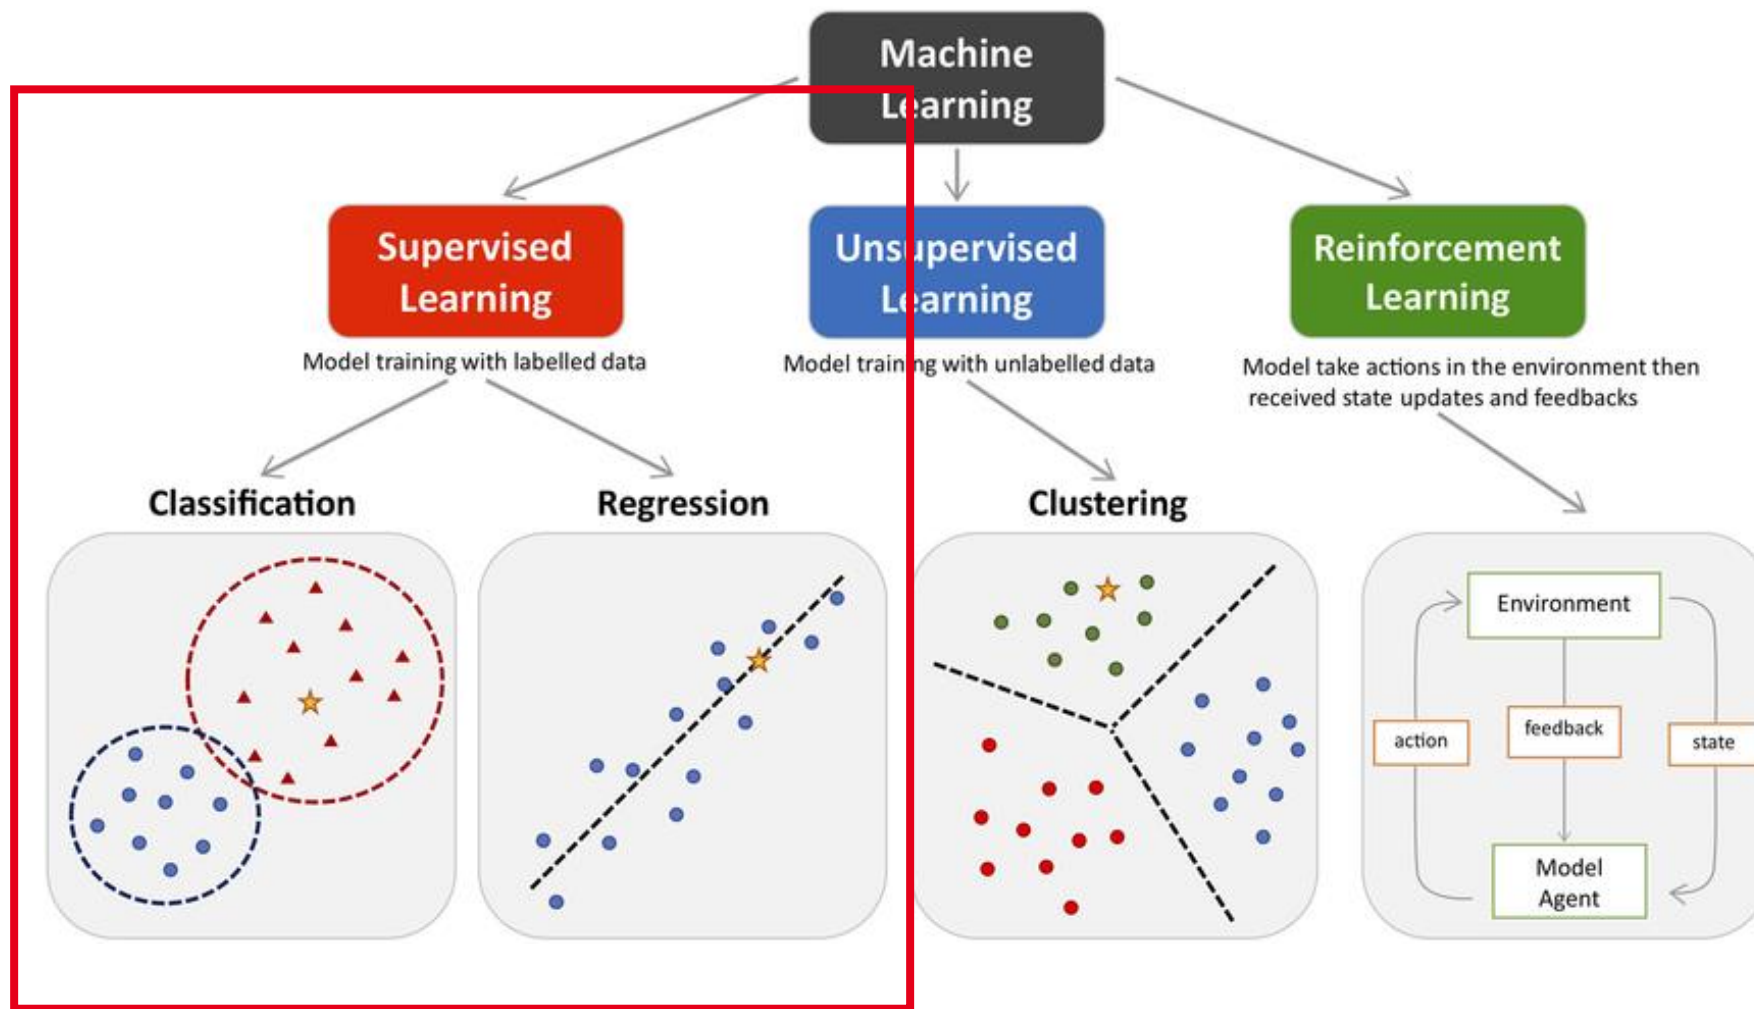 Machine
Learning
Supervised
Learning
Model training with labelled data
Unsupervised
Learning
Model training with unlabelled data
Reinforcement
Learning
Model take actions in the environment then
received state updates and feedbacks
Classification
Regression
Clustering
Environment
action
feedback
state
Model
Agent